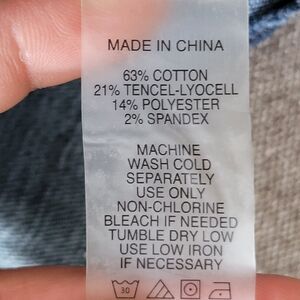 MADE IN CHINA
63% COTTON
21% TENCEL-LYOCELL
14% POLYESTER
2% SPANDEX
MACHINE
WASH COLD
SEPARATELY
USE ONLY
NON-CHLORINE
BLEACH IF NEEDED
TUMBLE DRY LOW
USE LOW IRON
IF NECESSARY
30